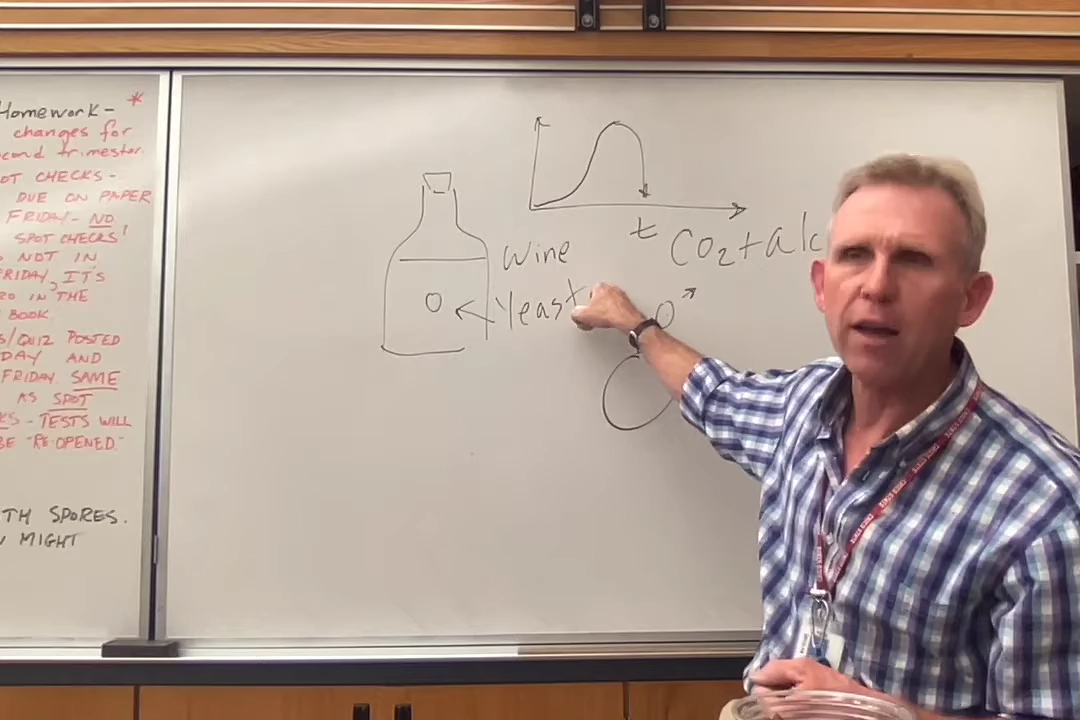 Homework- *
changes for
second trimester.
SPOT CHECKS-
DUE ON PAPER
FRIDAY- NO
SPOT CHECKS'
NOT IN
FRIDAY, IT'S
IN THE
BOOK.
/QUIZ POSTED
DAY AND
FRIDAY SAME
AS SPOT
- TESTS WILL
BE "RE-OPENED."
SPORES.
MIGHT
t
CO2 + alc
Wine
Yeast